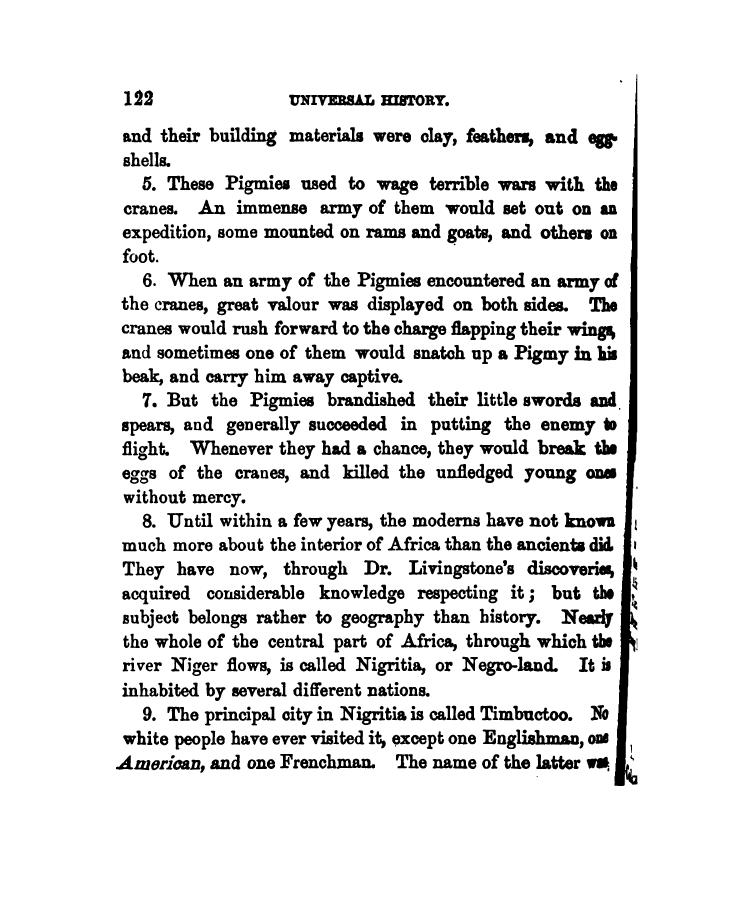 122 UNIVERSAL HISTORY.
and their building materials were clay, feathers, and egg-
shells.
5. These Pigmies used to wage terrible wars with the
cranes. An immense army of them would set out on an
expedition, some mounted on rams and goats, and others on
foot.
6. When an army of the Pigmies encountered an army of
the cranes, great valour was displayed on both sides. The
cranes would rush forward to the charge flapping their wings,
and sometimes one of them would snatch up a Pigmy in his
beak, and carry him away captive.
7. But the Pigmies brandished their little swords and
spears, and generally succeeded in putting the enemy to
flight. Whenever they had a chance, they would break the
eggs of the cranes, and killed the unfledged young ones
without mercy.
8. Until within a few years, the moderns have not known
much more about the interior of Africa than the ancients did.
They have now, through Dr. Livingstone's discoveries,
acquired considerable knowledge respecting it; but the
subject belongs rather to geography than history. Nearly
the whole of the central part of Africa, through which the
river Niger flows, is called Nigritia, or Negro-land. It is
inhabited by several different nations.
9. The principal city in Nigritia is called Timbuctoo. No
white people have ever visited it, except one Englishman, one
American, and one Frenchman. The name of the latter was